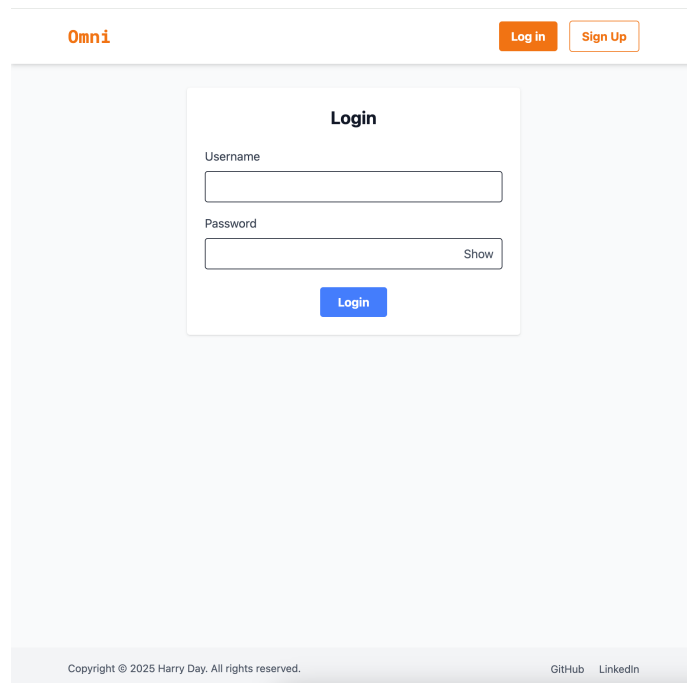 Omni
Log in
Sign Up
Login
Username
Password
Show
Login
Copyright © 2025 Harry Day. All rights reserved.
GitHub
LinkedIn